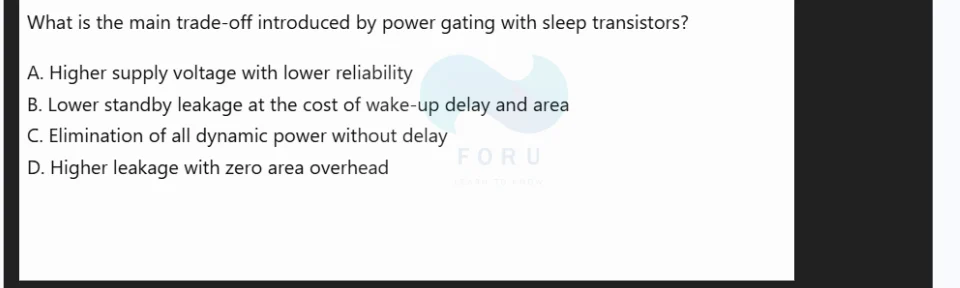 What is the main trade-off introduced by power gating with sleep transistors?
A. Higher supply voltage with lower reliability
B. Lower standby leakage at the cost of wake-up delay and area
C. Elimination of all dynamic power without delay
FORU
D. Higher leakage with zero area overhead